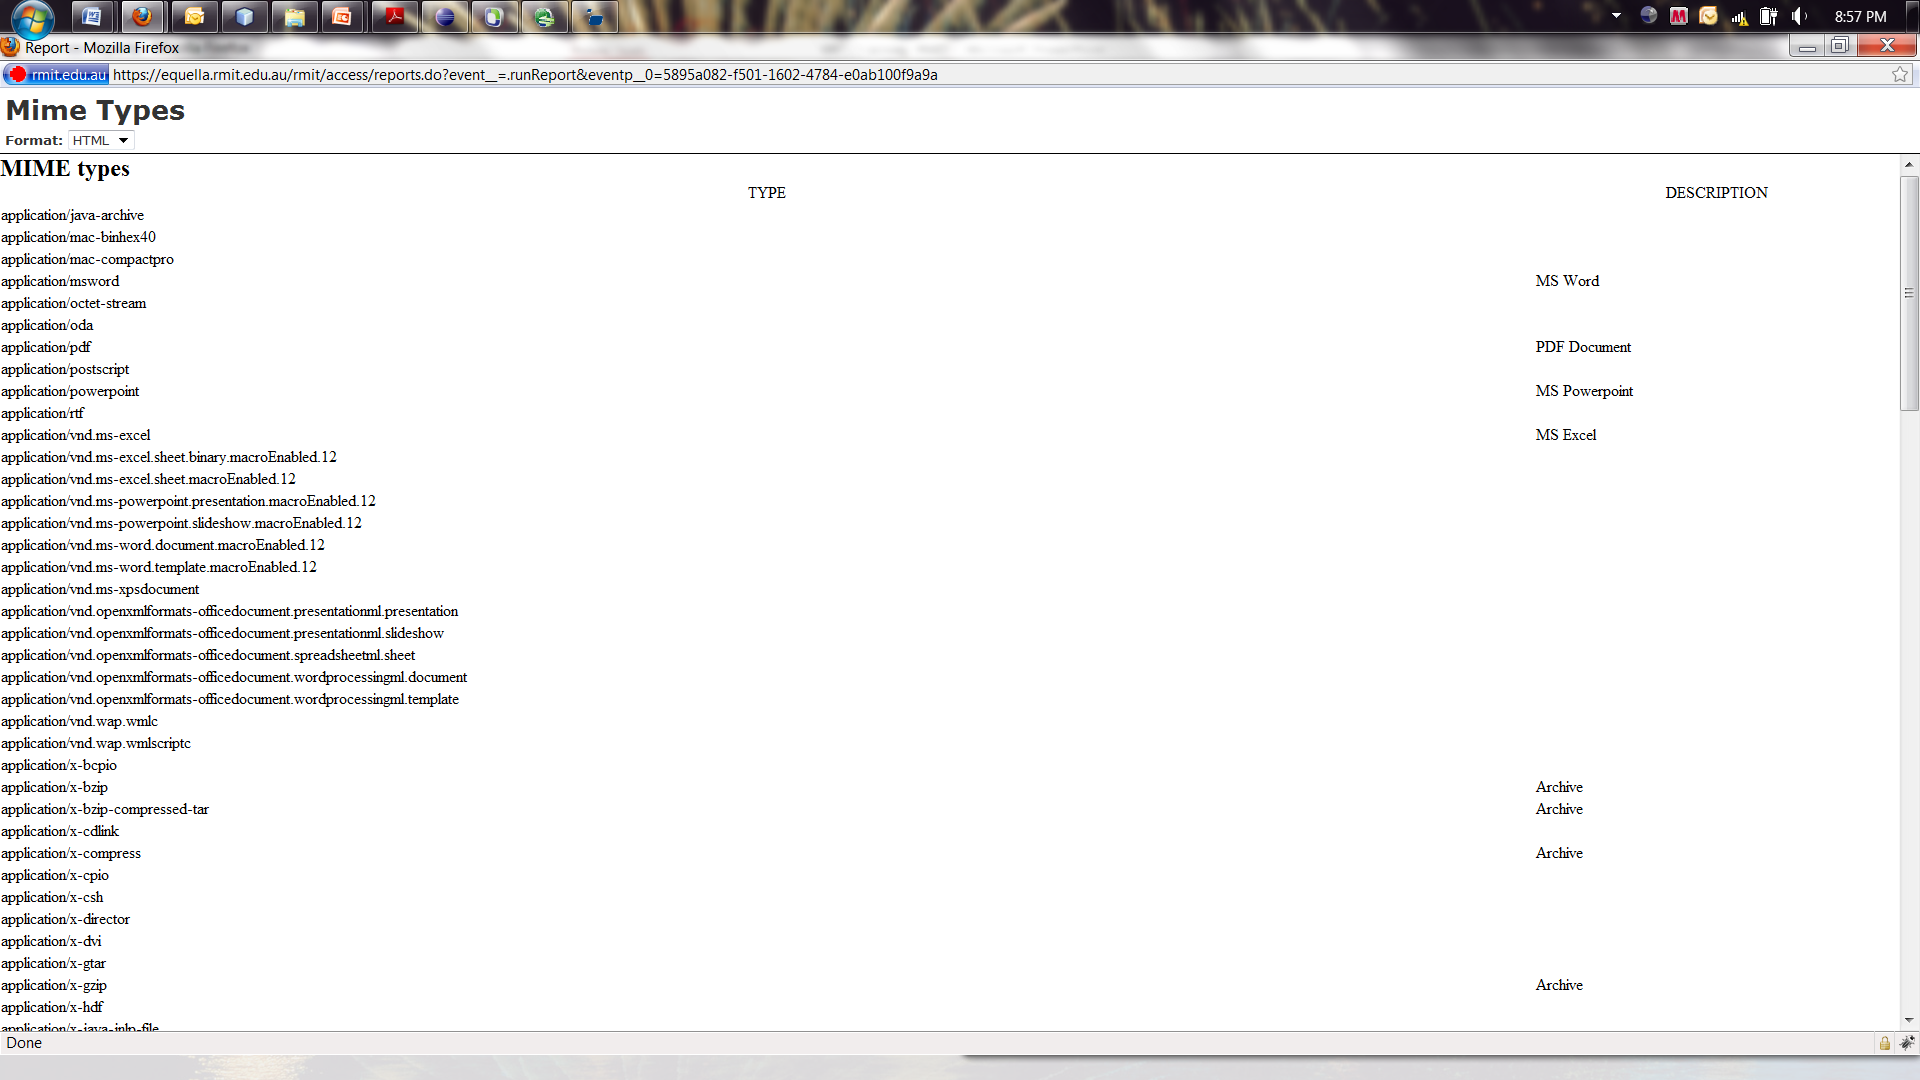 8:57 PM
Report - Mozilla Firefox
rmit.edu.au https://equella.rmit.edu.au/rmit/access/reports.do?event__=.runReport&eventp__0=5895a082-f501-1602-4784-e0ab100f9a9a
Mime Types
Format: HTML
MIME types
TYPE DESCRIPTION
application/java-archive
application/mac-binhex40
application/mac-compactpro
application/msword MS Word
application/octet-stream
application/oda
application/pdf PDF Document
application/postscript
application/powerpoint MS Powerpoint
application/rtf
application/vnd.ms-excel MS Excel
application/vnd.ms-excel.sheet.binary.macroEnabled.12
application/vnd.ms-excel.sheet.macroEnabled.12
application/vnd.ms-powerpoint.presentation.macroEnabled.12
application/vnd.ms-powerpoint.slideshow.macroEnabled.12
application/vnd.ms-word.document.macroEnabled.12
application/vnd.ms-word.template.macroEnabled.12
application/vnd.ms-xpsdocument
application/vnd.openxmlformats-officedocument.presentationml.presentation
application/vnd.openxmlformats-officedocument.presentationml.slideshow
application/vnd.openxmlformats-officedocument.spreadsheetml.sheet
application/vnd.openxmlformats-officedocument.wordprocessingml.document
application/vnd.openxmlformats-officedocument.wordprocessingml.template
application/vnd.wap.wmlc
application/vnd.wap.wmlscriptc
application/x-bcpio
application/x-bzip Archive
application/x-bzip-compressed-tar Archive
application/x-cdlink
application/x-compress Archive
application/x-cpio
application/x-csh
application/x-director
application/x-dvi
application/x-gtar
application/x-gzip Archive
application/x-hdf
application/x-java-jnlp-file
Done